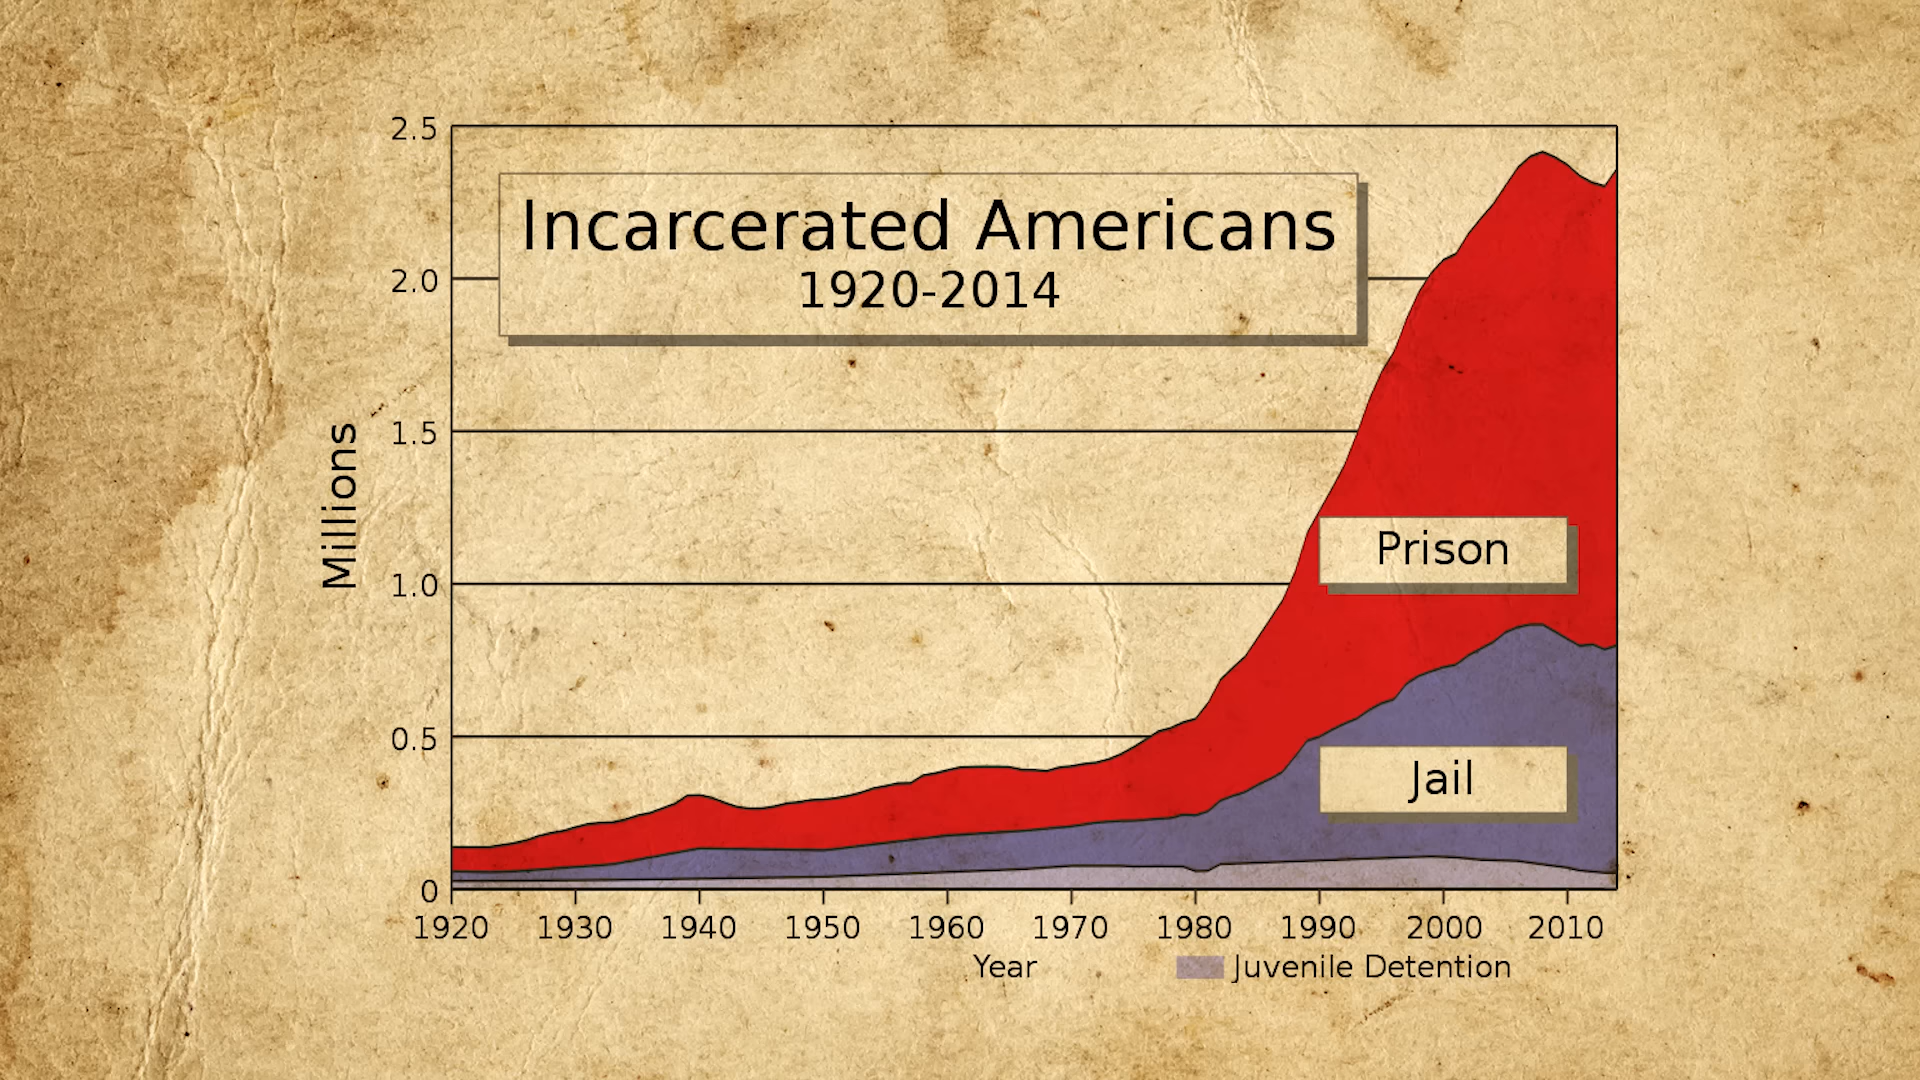 Incarcerated Americans
1920-2014
Millions
2.5
2.0
1.5
1.0
0.5
0
Prison
Jail
1920 1930 1940 1950 1960 1970 1980 1990 2000 2010
Year
Juvenile Detention